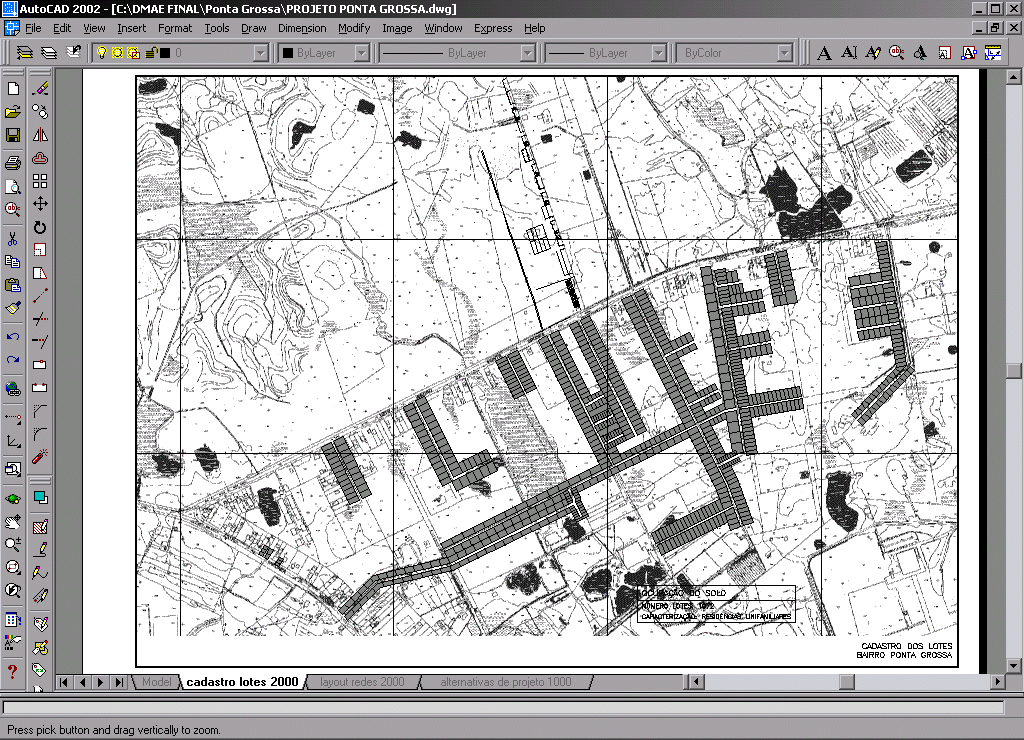 AutoCAD 2002 - [C:\DMAE FINAL\Ponta Grossa\PROJETO PONTA GROSSA.dwg]
File Edit View Insert Format Tools Draw Dimension Modify Image Window Express Help
0 ByLayer ByLayer ByLayer ByColor
OCUPAÇÃO DO SOLO
NÚMERO LOTES
CARACTERIZAÇÃO: RESIDÊNCIAS UNIFAMILIARES
CADASTRO DOS LOTES
BAIRRO PONTA GROSSA
Model cadastro lotes 2000 layout redes 2000 alternativas de projeto 1000
Press pick button and drag vertically to zoom.